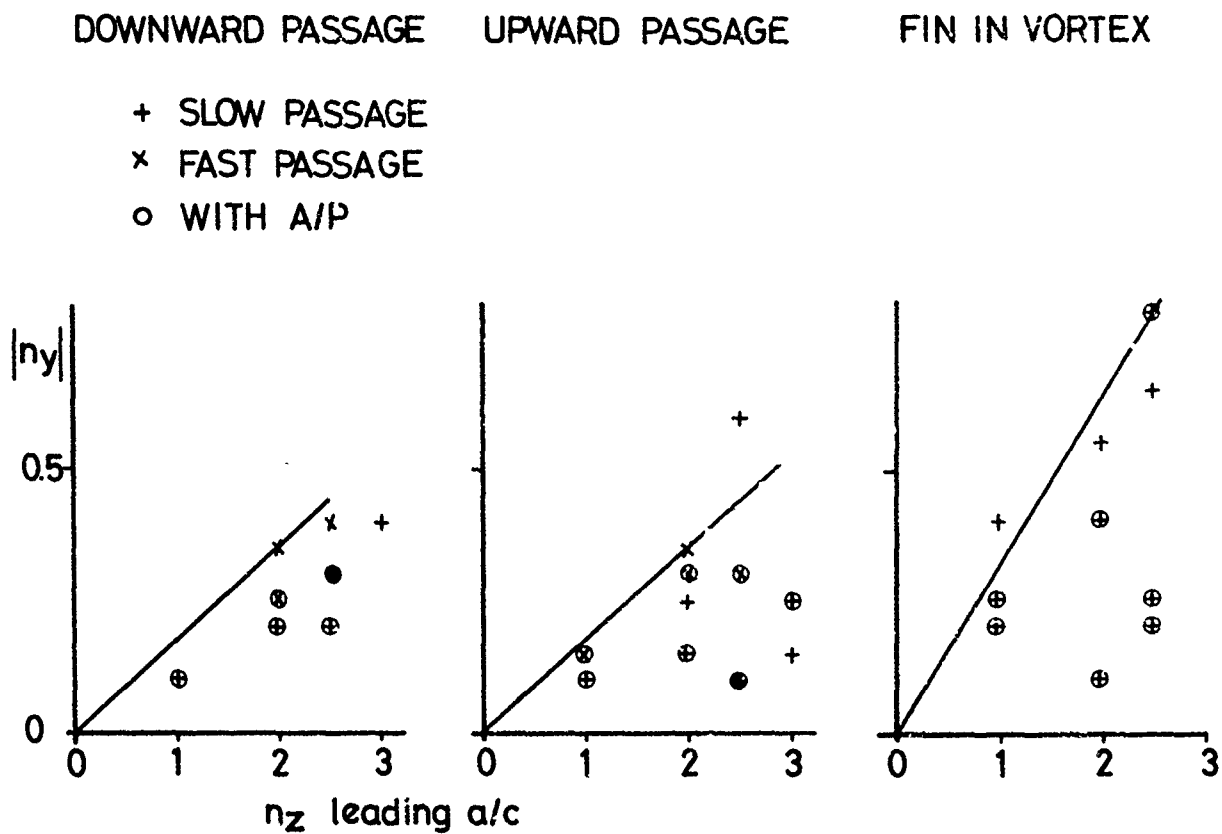 DOWNWARD PASSAGE UPWARD PASSAGE FIN IN VORTEX
+ SLOW PASSAGE
x FAST PASSAGE
o WITH A/P
|ny|
0.5
0
0 1 2 3 0 1 2 3 0 1 2 3
nz leading a/c